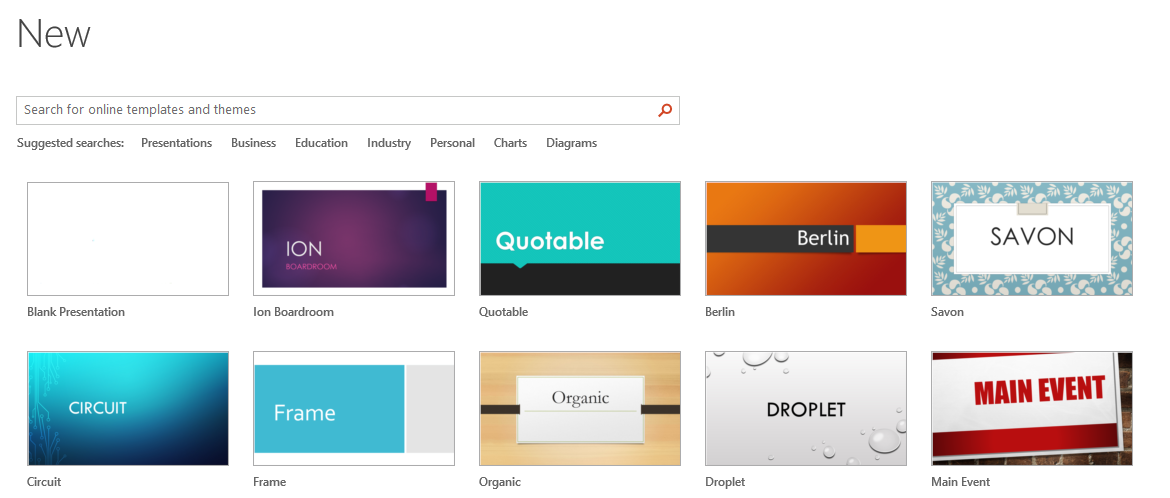 New
Search for online templates and themes
Suggested searches: Presentations Business Education Industry Personal Charts Diagrams
ION
BOARDROOM
Quotable
Berlin
SAVON
Blank Presentation Ion Boardroom Quotable Berlin Savon
CIRCUIT
Frame
Organic
DROPLET
MAIN EVENT
Circuit Frame Organic Droplet Main Event